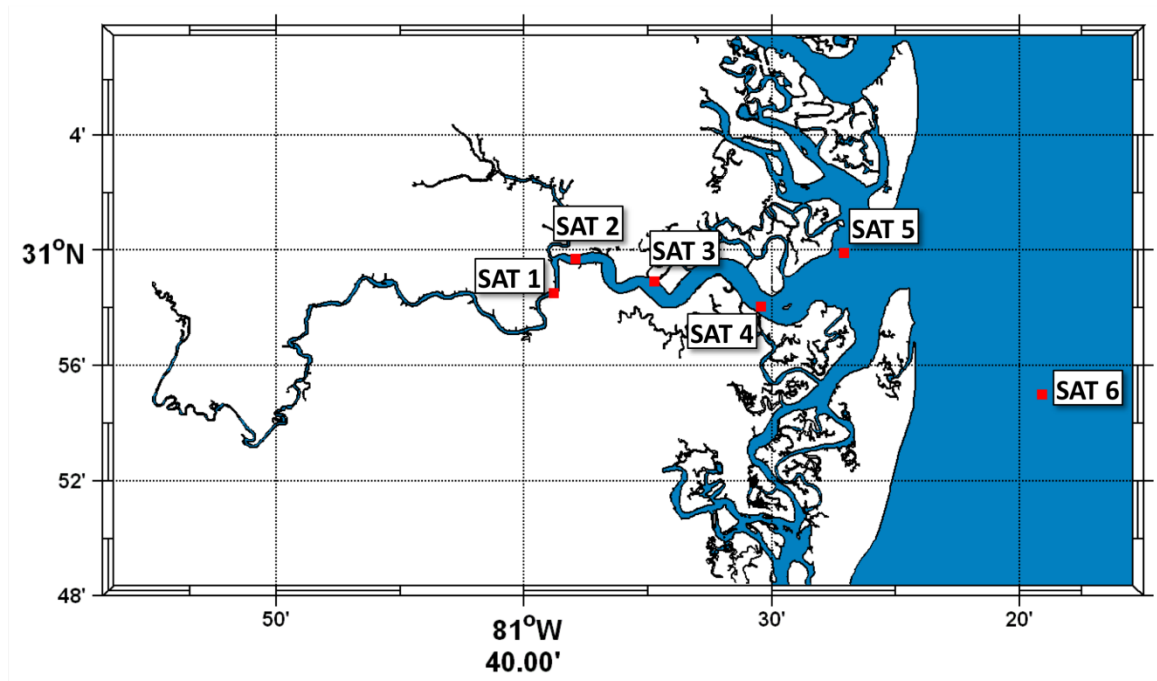 4'
SAT 2
SAT 5
31°N
SAT 3
SAT 1
SAT 4
56'
SAT 6
52'
48'
50'
81°W
40.00'
30'
20'